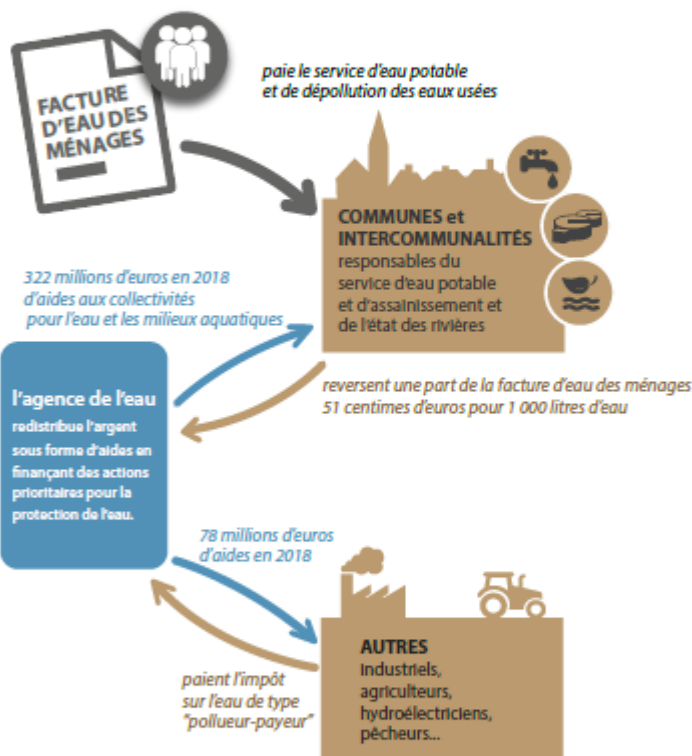 FACTURE
D'EAU DES
MÉNAGES
paie le service d'eau potable
et de dépollution des eaux usées
COMMUNES et
INTERCOMMUNALITÉS
responsables du
service d'eau potable
et d'assainissement et
de l'état des rivières
322 millions d'euros en 2018
d'aides aux collectivités
pour l'eau et les milieux aquatiques
reversent une part de la facture d'eau des ménages
51 centimes d'euros pour 1 000 litres d'eau
l'agence de l'eau
redistribue l'argent
sous forme d'aides en
finançant des actions
prioritaires pour la
protection de l'eau.
78 millions d'euros
d'aides en 2018
paient l'impôt
sur l'eau de type
"pollueur-payeur"
AUTRES
industriels,
agriculteurs,
hydroélectriciens,
pêcheurs...